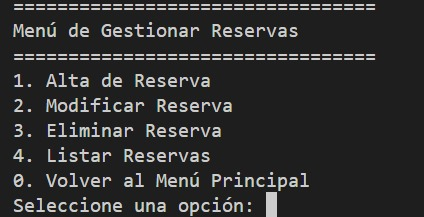 =================================
Menú de Gestionar Reservas
=================================
1. Alta de Reserva
2. Modificar Reserva
3. Eliminar Reserva
4. Listar Reservas
0. Volver al Menú Principal
Seleccione una opción: